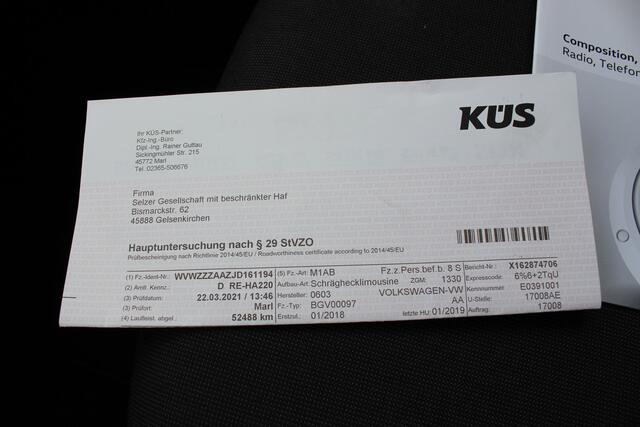 Composition,
Radio, Telefon
KÜS
Ihr KÜS-Partner:
Kfz-Ing.-Büro
Dipl.-Ing. Rainer Guttau
Sickingmühler Str. 215
45772 Marl
Tel. 02365-506676
Firma
Selzer Gesellschaft mit beschränkter Haf
Bismarckstr. 62
45888 Gelsenkirchen
Hauptuntersuchung nach § 29 StVZO
Prüfbescheinigung nach Richtlinie 2014/45/EU / Roadworthiness certificate according to 2014/45/EU
(1) Fz.-Ident-Nr.: WVWZZZAAZJD161194 (5) Fz.-Art: M1AB Fz.z.Pers.bef.b. 8 S Bericht-Nr.: X162874706
(2) Amtl. Kennz.: D RE-HA220 Aufbau-Art: Schräghecklimousine ZGM: 1330 Expresscode: 6%6+2TqU
(3) Prüfdatum: 22.03.2021 / 13:46 Hersteller: 0603 VOLKSWAGEN-VW Kennnummer E0391001
(3) Prüfort: Marl Fz.-Typ: BGV00097 AA U-Stelle: 17008AE
(4) Laufleist. abgel.: 52488 km Erstzul.: 01/2018 letzte HU: 01/2019 Auftrag: 17008